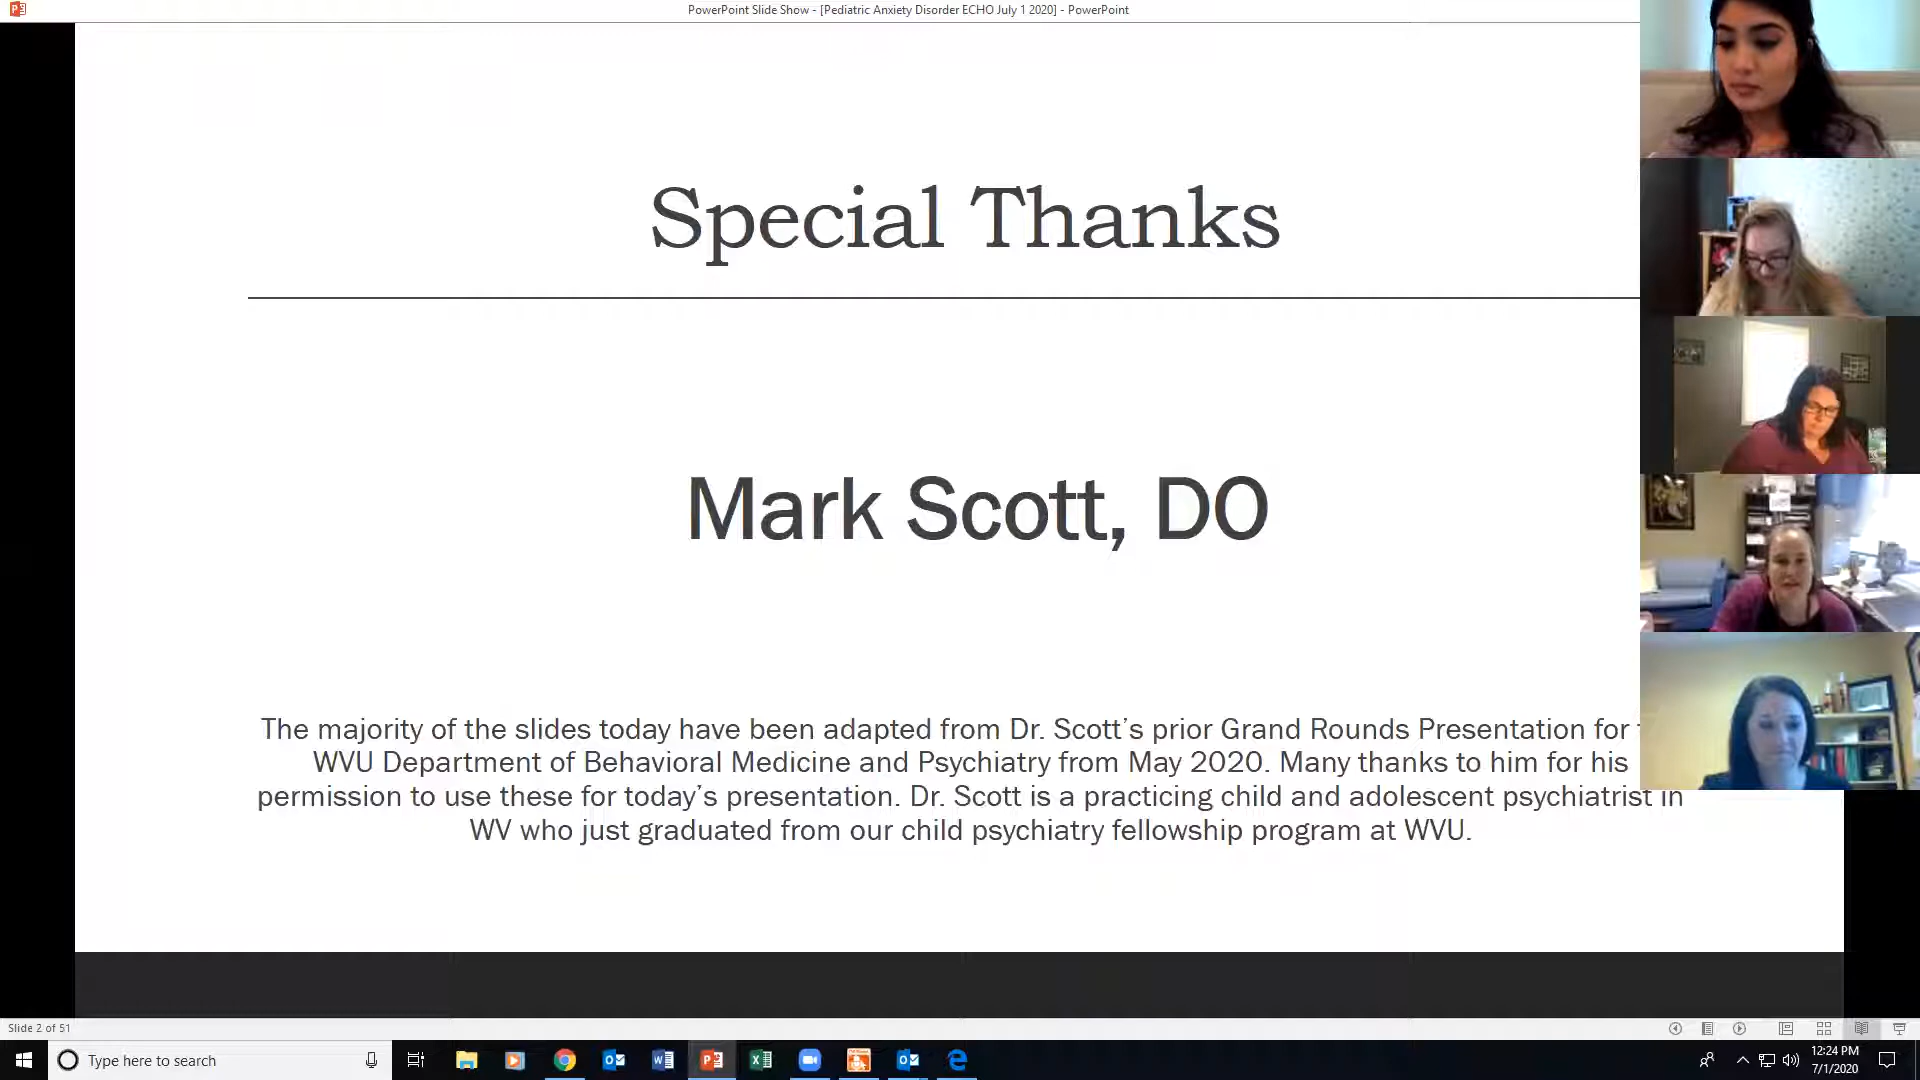 PowerPoint Slide Show - [Pediatric Anxiety Disorder ECHO July 1 2020] - PowerPoint
Special Thanks
Mark Scott, DO
The majority of the slides today have been adapted from Dr. Scott’s prior Grand Rounds Presentation for
WVU Department of Behavioral Medicine and Psychiatry from May 2020. Many thanks to him for his
permission to use these for today’s presentation. Dr. Scott is a practicing child and adolescent psychiatrist in
WV who just graduated from our child psychiatry fellowship program at WVU.
Slide 2 of 51
Type here to search
12:24 PM
7/1/2020